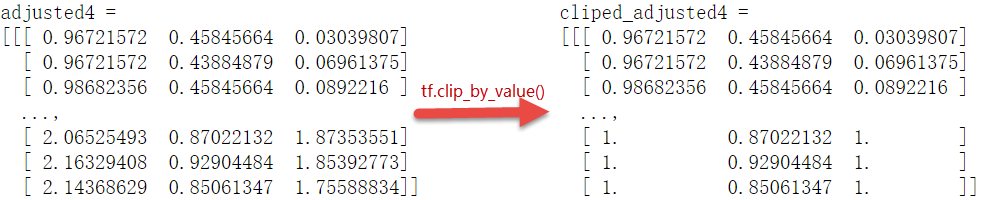 adjusted4 =
[[[ 0.96721572  0.45845664  0.03039807]
  [ 0.96721572  0.43884879  0.06961375]
  [ 0.98682356  0.45845664  0.0892216 ]
  ...,
  [ 2.06525493  0.87022132  1.87353551]
  [ 2.16329408  0.92904484  1.85392773]
  [ 2.14368629  0.85061347  1.75588834]]
tf.clip_by_value()
cliped_adjusted4 =
[[[ 0.96721572  0.45845664  0.03039807]
  [ 0.96721572  0.43884879  0.06961375]
  [ 0.98682356  0.45845664  0.0892216 ]
  ...,
  [ 1.          0.87022132  1.        ]
  [ 1.          0.92904484  1.        ]
  [ 1.          0.85061347  1.        ]]